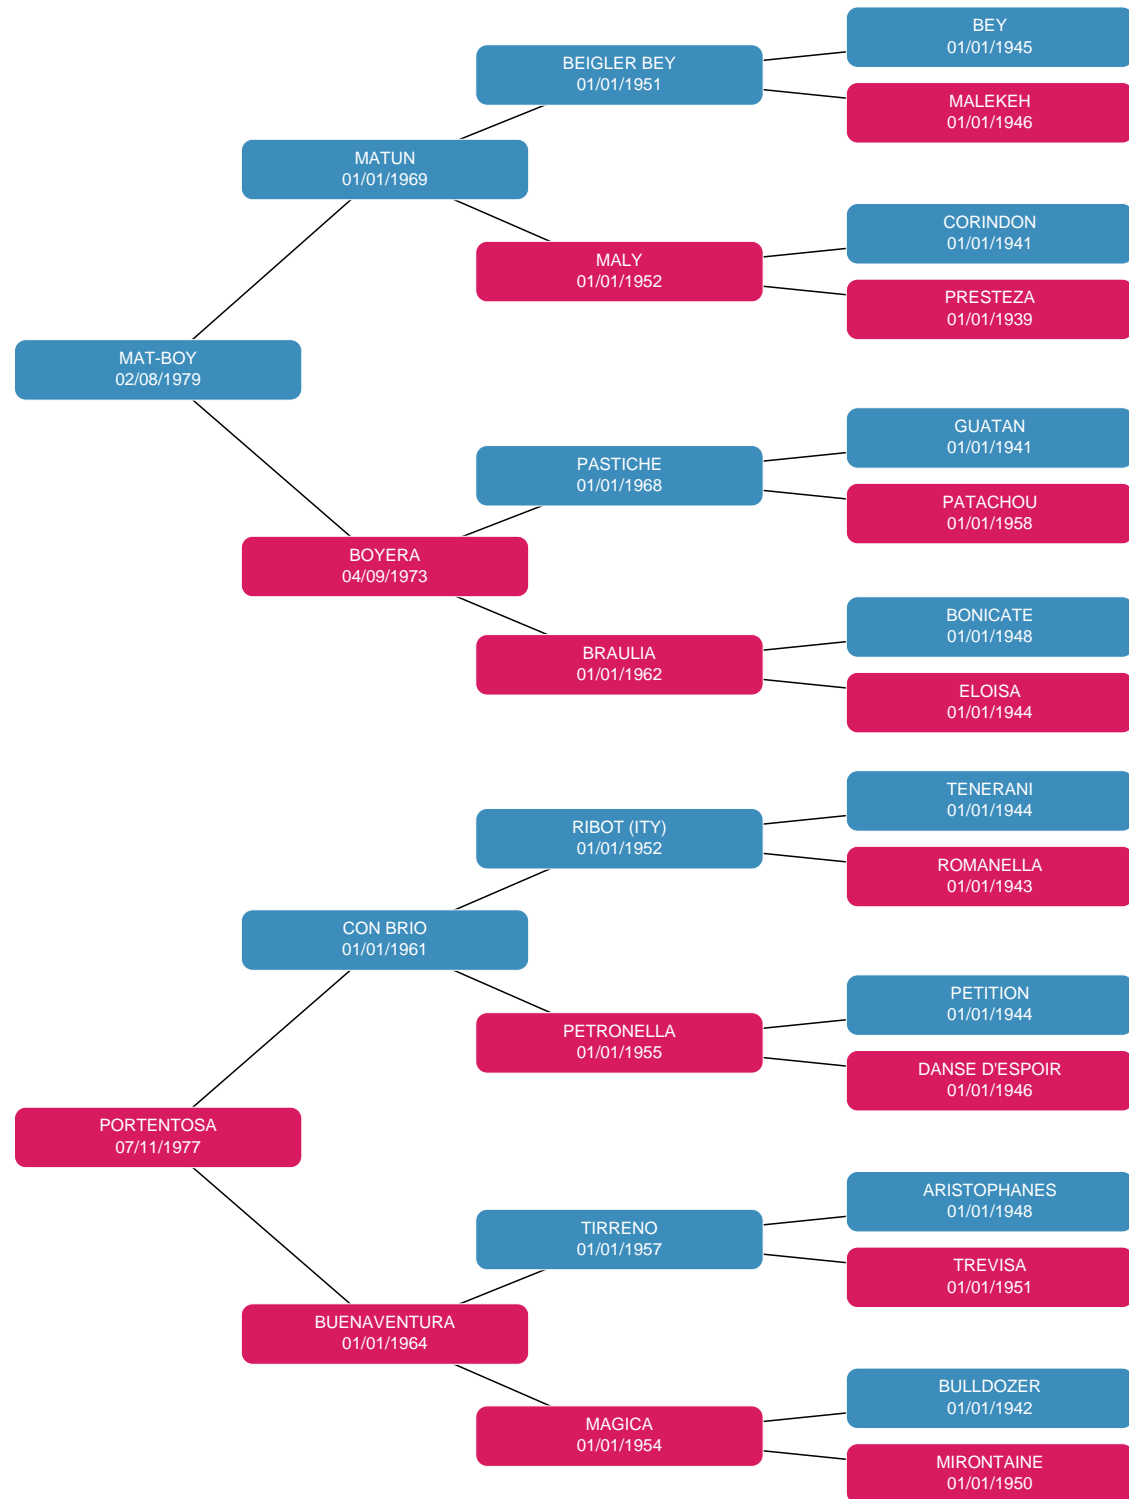 BEY
01/01/1945
BEIGLER BEY
01/01/1951
MALEKEH
01/01/1946
MATUN
01/01/1969
CORINDON
01/01/1941
MALY
01/01/1952
PRESTEZA
01/01/1939
MAT-BOY
02/08/1979
GUATAN
01/01/1941
PASTICHE
01/01/1968
PATACHOU
01/01/1958
BOYERA
04/09/1973
BONICATE
01/01/1948
BRAULIA
01/01/1962
ELOISA
01/01/1944
TENERANI
01/01/1944
RIBOT (ITY)
01/01/1952
ROMANELLA
01/01/1943
CON BRIO
01/01/1961
PETITION
01/01/1944
PETRONELLA
01/01/1955
DANSE D'ESPOIR
01/01/1946
PORTENTOSA
07/11/1977
ARISTOPHANES
01/01/1948
TIRRENO
01/01/1957
TREVISA
01/01/1951
BUENAVENTURA
01/01/1964
BULLDOZER
01/01/1942
MAGICA
01/01/1954
MIRONTAINE
01/01/1950